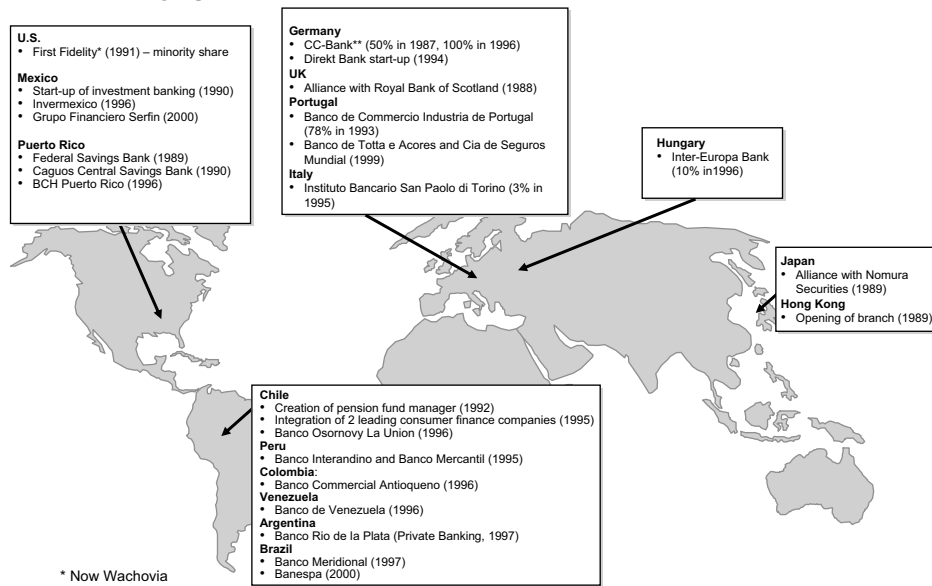 U.S.
• First Fidelity* (1991) – minority share
Mexico
• Start-up of investment banking (1990)
• Invermexico (1996)
• Grupo Financiero Serfin (2000)
Puerto Rico
• Federal Savings Bank (1989)
• Caguos Central Savings Bank (1990)
• BCH Puerto Rico (1996)
Germany
• CC-Bank** (50% in 1987, 100% in 1996)
• Direkt Bank start-up (1994)
UK
• Alliance with Royal Bank of Scotland (1988)
Portugal
• Banco de Commercio Industria de Portugal
(78% in 1993)
• Banco de Totta e Acores and Cia de Seguros
Mundial (1999)
Italy
• Instituto Bancario San Paolo di Torino (3% in
1995)
Hungary
• Inter-Europa Bank
(10% in1996)
Japan
• Alliance with Nomura
Securities (1989)
Hong Kong
• Opening of branch (1989)
Chile
• Creation of pension fund manager (1992)
• Integration of 2 leading consumer finance companies (1995)
• Banco Osornovy La Union (1996)
Peru
• Banco Interandino and Banco Mercantil (1995)
Colombia:
• Banco Commercial Antioqueno (1996)
Venezuela
• Banco de Venezuela (1996)
Argentina
• Banco Rio de la Plata (Private Banking, 1997)
Brazil
• Banco Meridional (1997)
• Banespa (2000)
* Now Wachovia